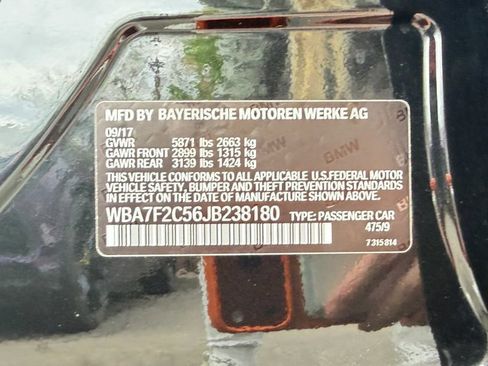 MFD BY BAYERISCHE MOTOREN WERKE AG
09/17
GVWR 5871 lbs 2663 kg
GAWR FRONT 2899 lbs 1315 kg
GAWR REAR 3139 lbs 1424 kg
THIS VEHICLE CONFORMS TO ALL APPLICABLE U.S.FEDERAL MOTOR
VEHICLE SAFETY, BUMPER, AND THEFT PREVENTION STANDARDS
IN EFFECT ON THE DATE OF MANUFACTURE SHOWN ABOVE.
WBA7F2C56JB238180 TYPE: PASSENGER CAR
475/9
7 315 814
BMW
BMW